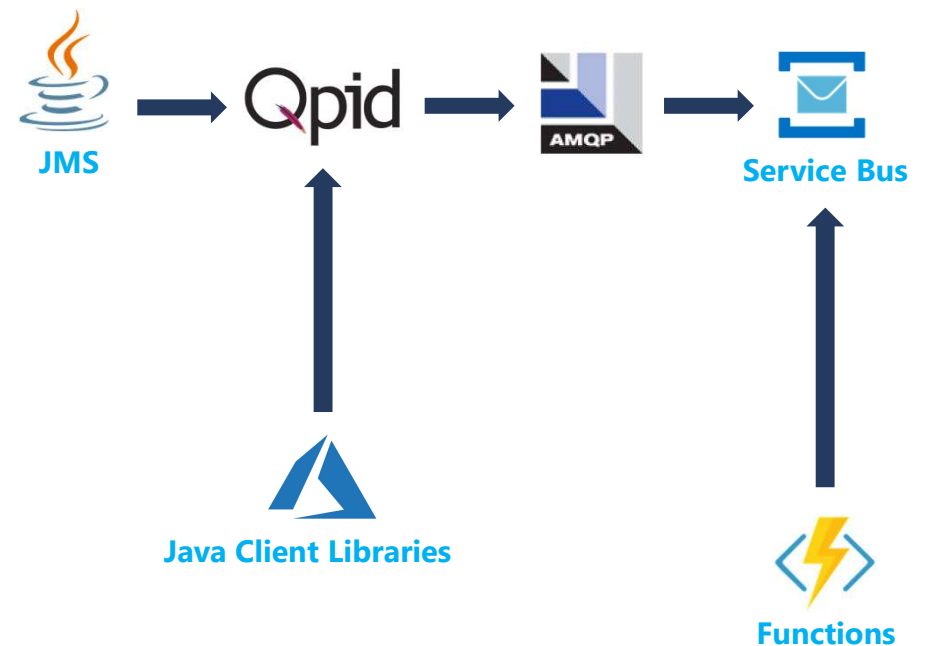 Qpid
AMQP
JMS
Service Bus
Java Client Libraries
Functions